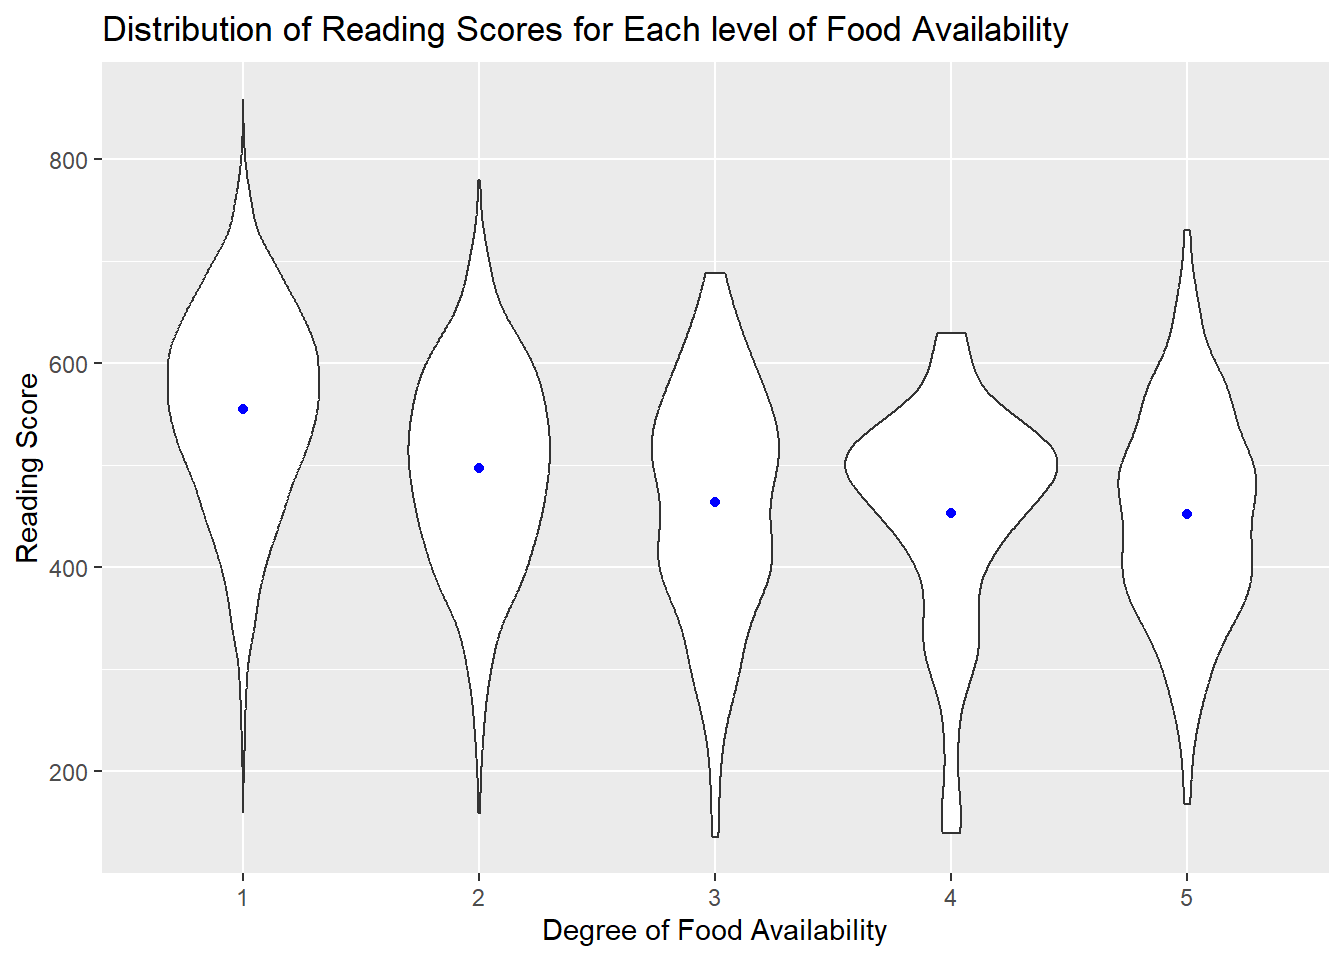 Distribution of Reading Scores for Each level of Food Availability
Reading Score
800
600
400
200
1 2 3 4 5
Degree of Food Availability